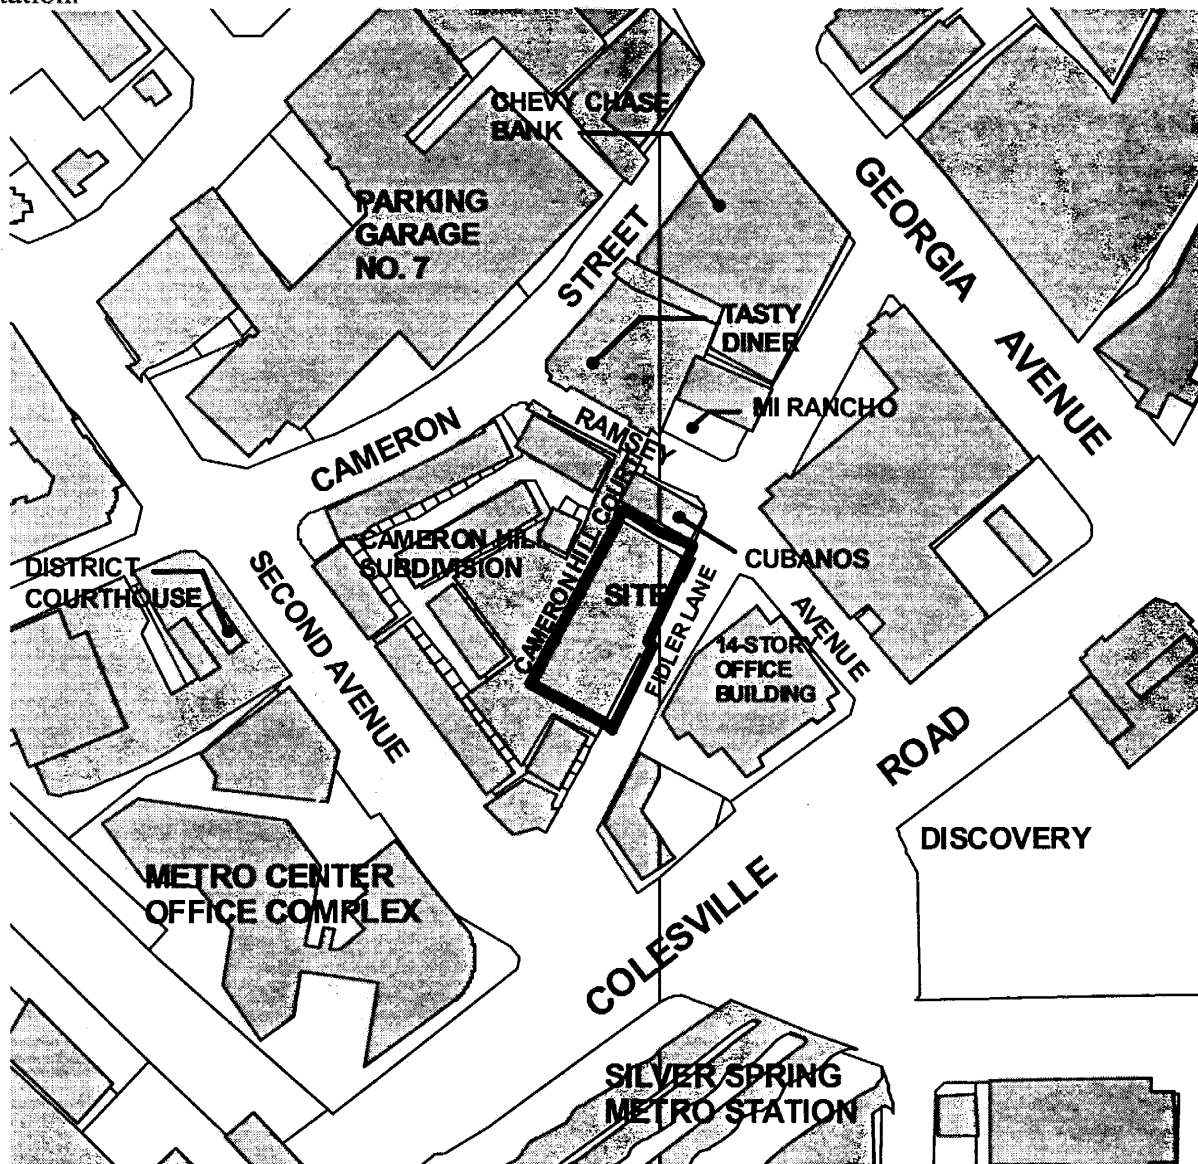 tation.
CHEVY CHASE
BANK
GEORGIA
AVENUE
PARKING
GARAGE
NO. 7
STREET
TASTY
DINER
MI RANCHO
CAMERON
RAMSEY
AVENUE
CAMERON HILL COURT
CAMERON HILL
SUBDIVISION
CUBANOS
DISTRICT
COURTHOUSE
SECOND AVENUE
SITE
FIDLER LANE
14-STORY
OFFICE
BUILDING
COLESVILLE
ROAD
DISCOVERY
METRO CENTER
OFFICE COMPLEX
SILVER SPRING
METRO STATION